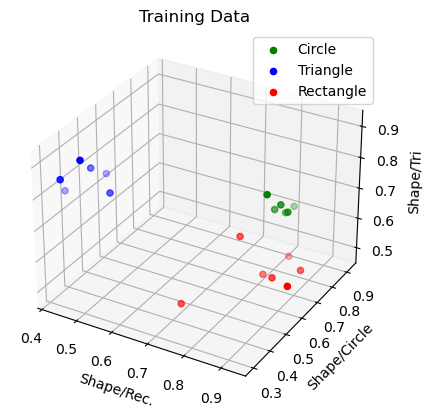 Training Data
Circle
Triangle
Rectangle
0.9
0.8
0.7
0.6
0.5
Shape/Tri
0.4
0.5
0.6
0.7
0.8
0.9
Shape/Rec.
0.3
0.4
0.5
0.6
0.7
0.8
0.9
Shape/Circle